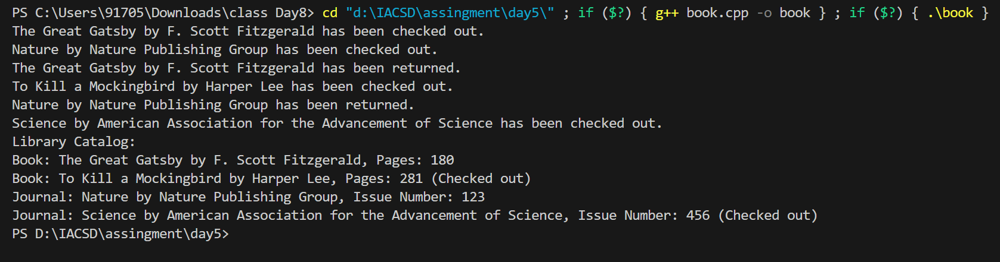 PS C:\Users\91705\Downloads\class Day8> cd "d:\IACSD\assingment\day5\" ; if ($?) { g++ book.cpp -o book } ; if ($?) { .\book }
The Great Gatsby by F. Scott Fitzgerald has been checked out.
Nature by Nature Publishing Group has been checked out.
The Great Gatsby by F. Scott Fitzgerald has been returned.
To Kill a Mockingbird by Harper Lee has been checked out.
Nature by Nature Publishing Group has been returned.
Science by American Association for the Advancement of Science has been checked out.
Library Catalog:
Book: The Great Gatsby by F. Scott Fitzgerald, Pages: 180
Book: To Kill a Mockingbird by Harper Lee, Pages: 281 (Checked out)
Journal: Nature by Nature Publishing Group, Issue Number: 123
Journal: Science by American Association for the Advancement of Science, Issue Number: 456 (Checked out)
PS D:\IACSD\assingment\day5>